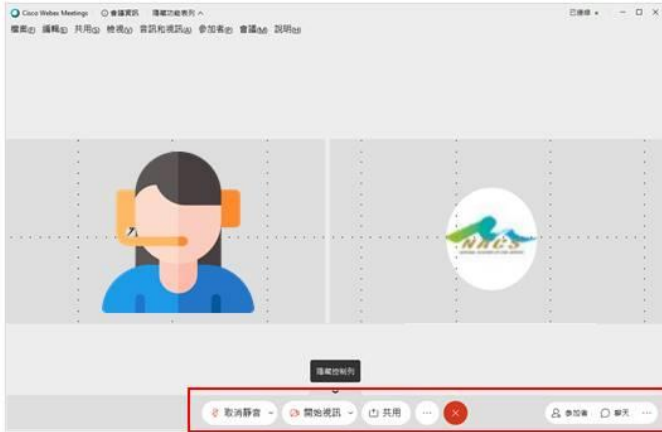 Cisco Webex Meetings 會議資訊 隱藏功能表列 已連線
檔案(F) 編輯(E) 共用(S) 檢視(V) 音訊和視訊(A) 參加者(P) 會議(M) 說明(H)
NACS
隱藏控制列
取消靜音 開始視訊 共用 ... × 參加者 聊天 ...